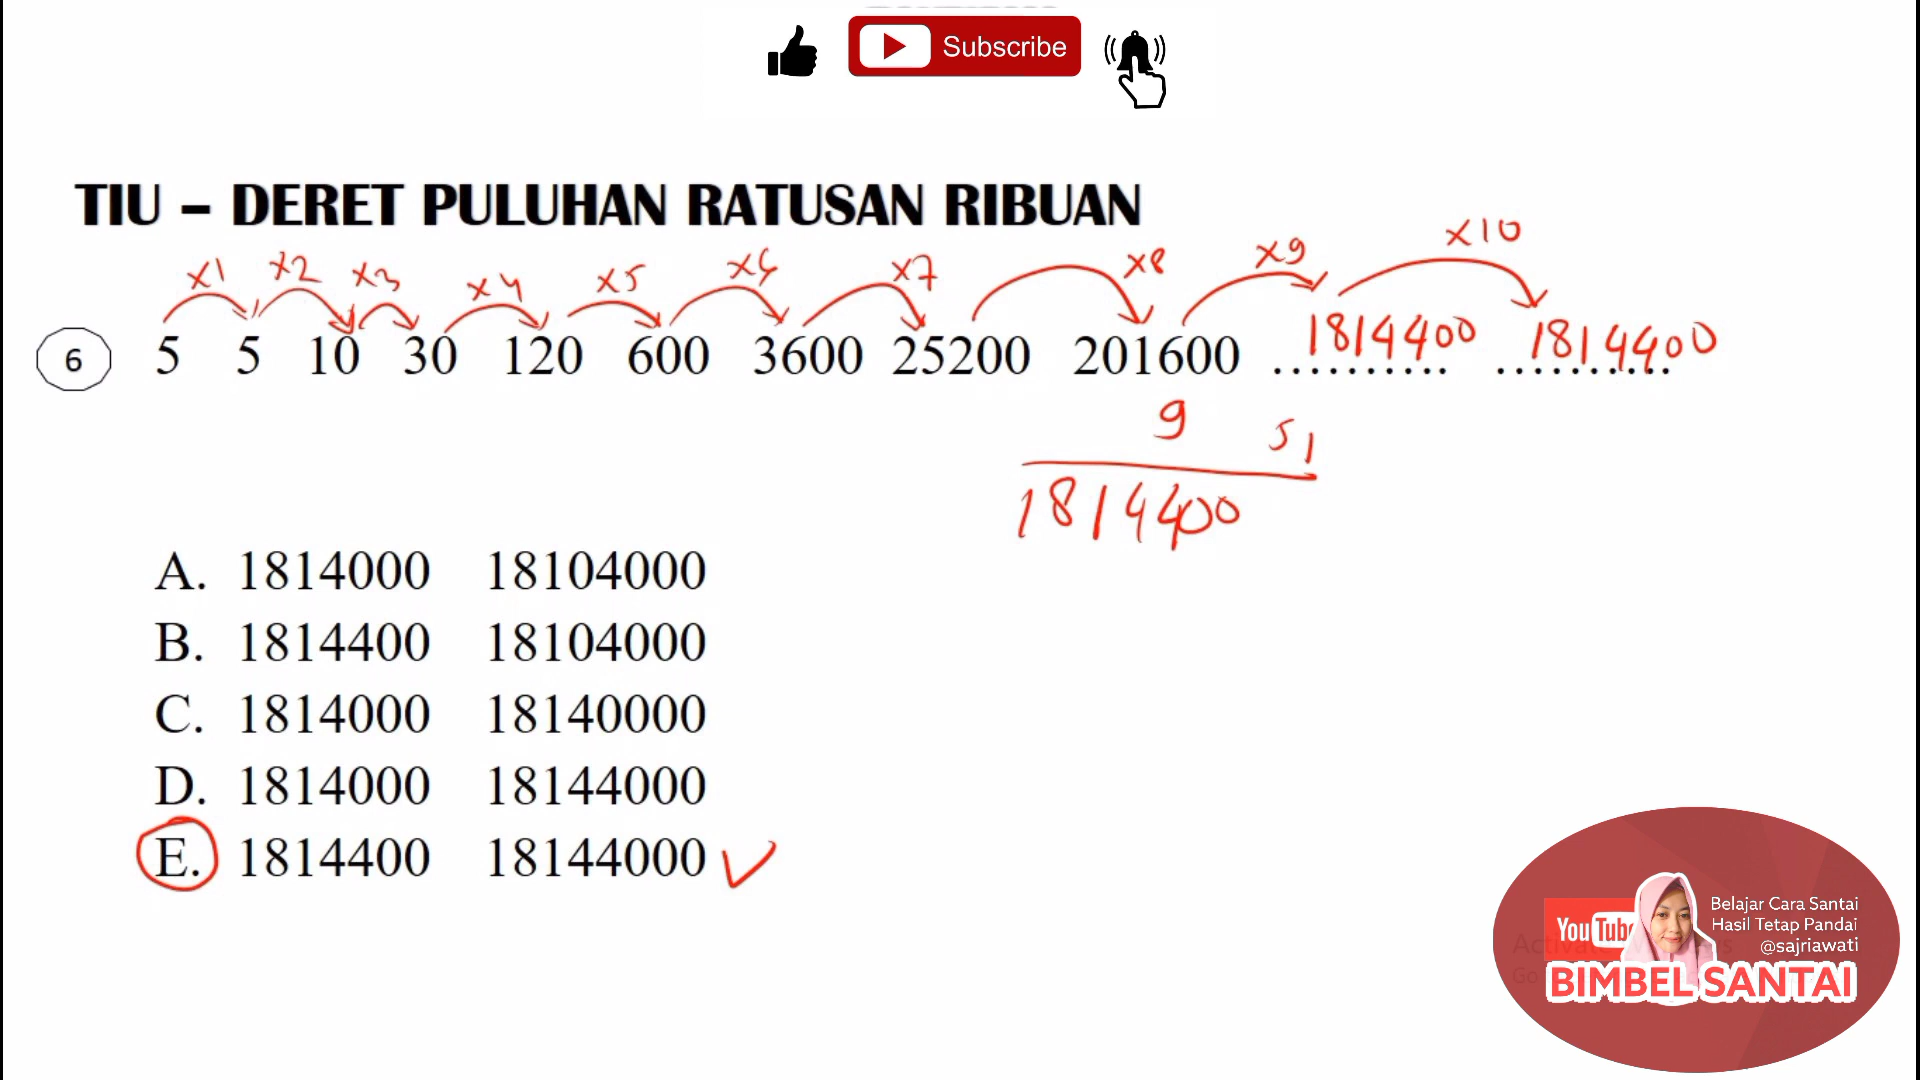 Subscribe
TIU – DERET PULUHAN RATUSAN RIBUAN
x1 x2 x3 x4 x5 x6 x7 x8 x9 x10
6 5 5 10 30 120 600 3600 25200 201600 .......... ..........
1814400 1814400
9 51
1814400
A. 1814000 18104000
B. 1814400 18104000
C. 1814000 18140000
D. 1814000 18144000
E. 1814400 18144000
YouTube
Belajar Cara Santai
Hasil Tetap Pandai
@sajriawati
BIMBEL SANTAI